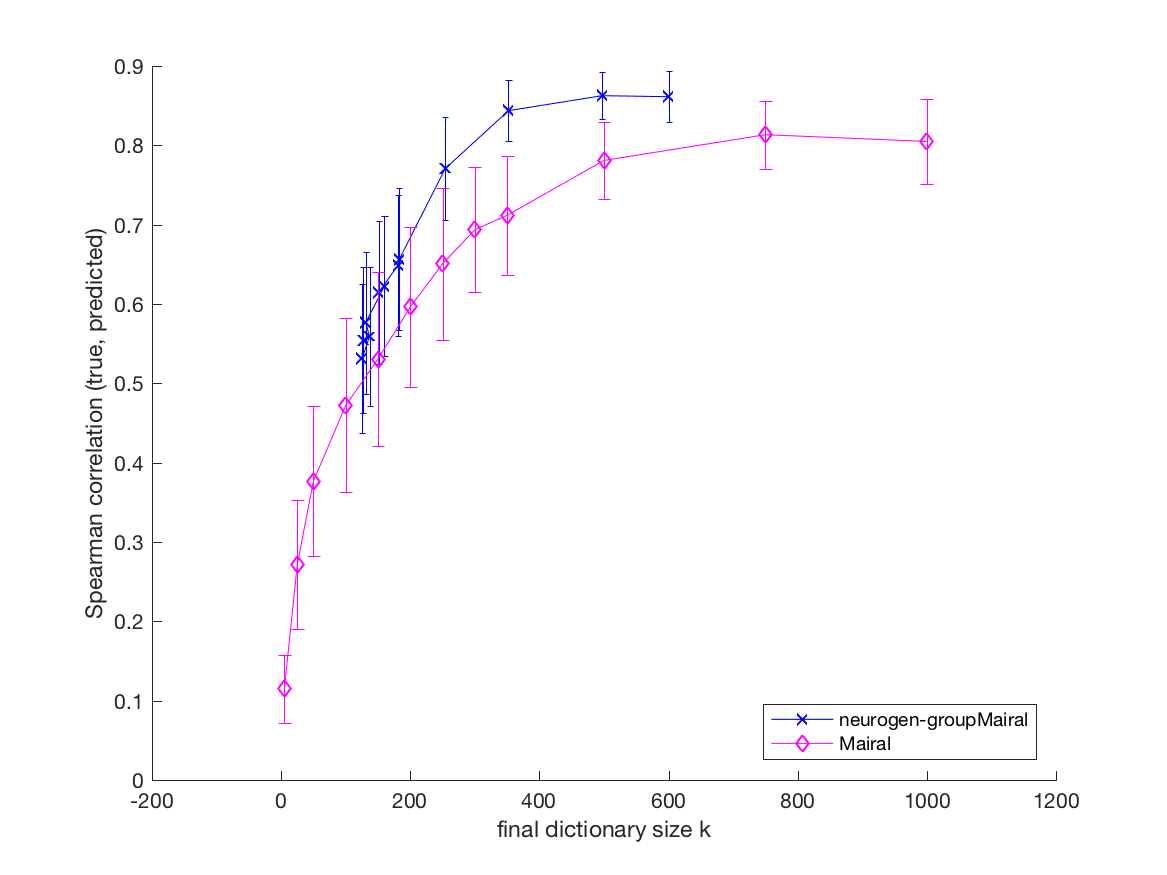 0.9
0.8
0.7
0.6
0.5
0.4
0.3
0.2
0.1
0
Spearman correlation (true, predicted)
-200 0 200 400 600 800 1000 1200
final dictionary size k
neurogen-groupMairal
Mairal